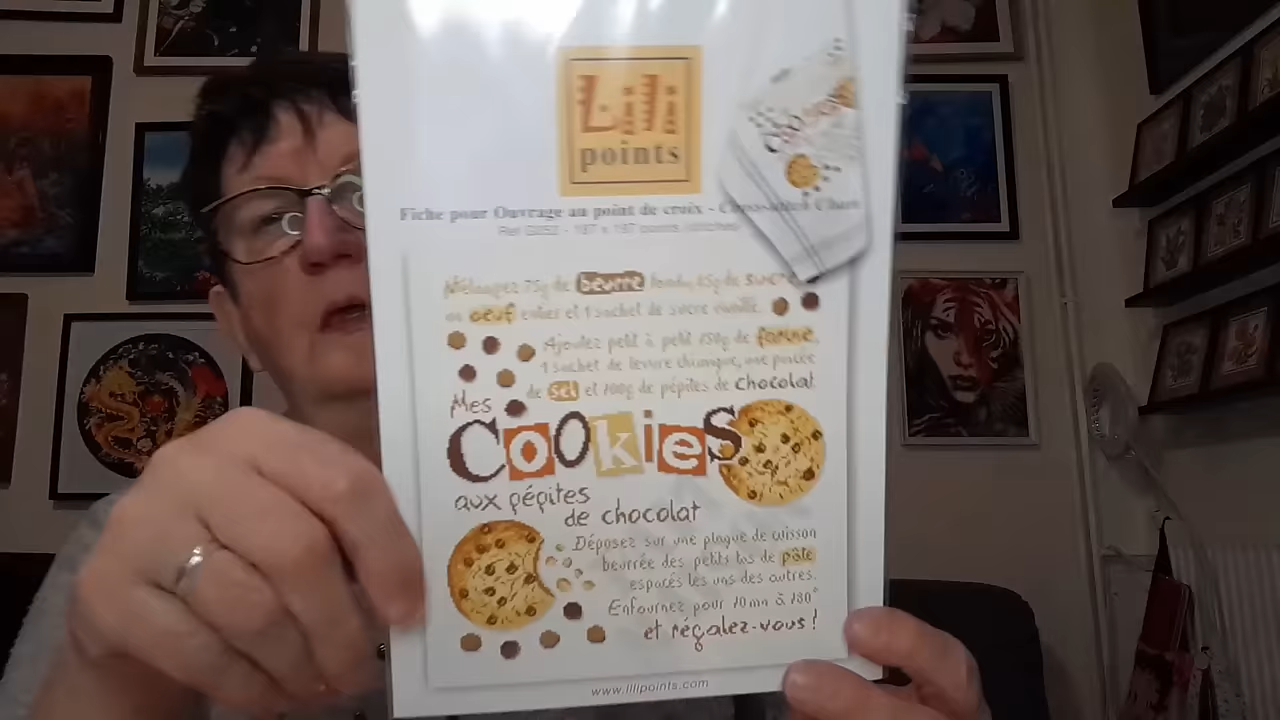 Lili
points
Fiche pour Ouvrage au point de croix -
197 x 197 points
Mélangez 75g de beurre fondu, 85g de sucre
un oeuf entier et 1 sachet de sucre vanillé.
Ajoutez petit à petit 150g de farine,
1 sachet de levure chimique, une pincée
de sel et 100g de pépites de chocolat
Mes
Cookies
aux pépites
de chocolat
Déposez sur une plaque de cuisson
beurrée des petits tas de pâte
espacés les uns des autres.
Enfournez pour 10mn à 180°
et régalez-vous !
www.lilipoints.com